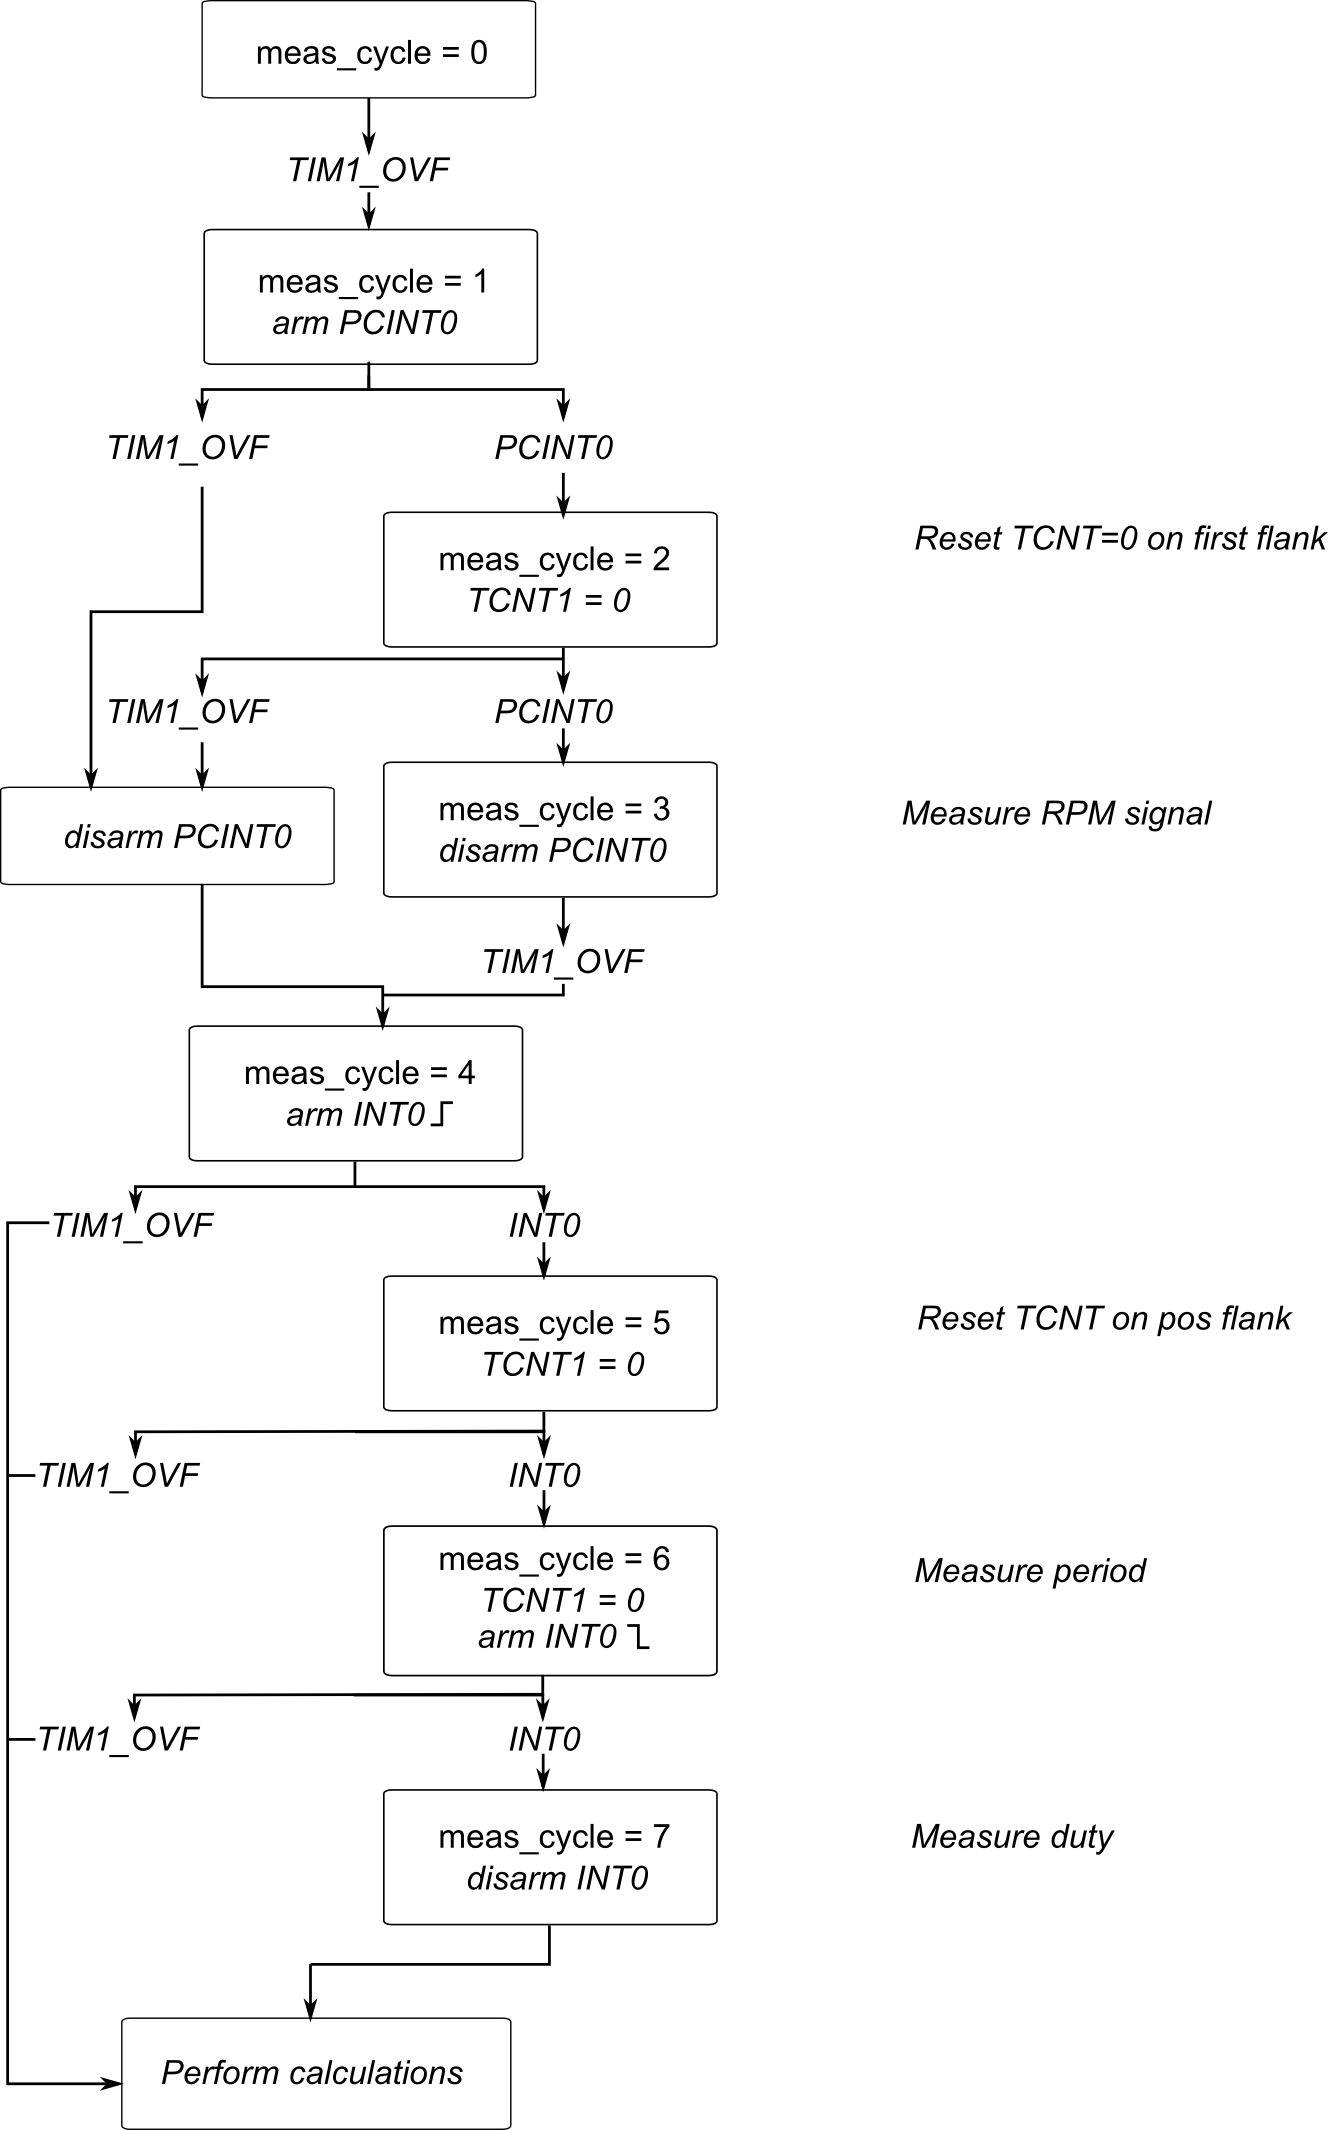 meas_cycle = 0
TIM1_OVF
meas_cycle = 1
arm PCINT0
TIM1_OVF
PCINT0
meas_cycle = 2
TCNT1 = 0
Reset TCNT=0 on first flank
TIM1_OVF
PCINT0
disarm PCINT0
meas_cycle = 3
disarm PCINT0
Measure RPM signal
TIM1_OVF
meas_cycle = 4
arm INT0
TIM1_OVF
INT0
meas_cycle = 5
TCNT1 = 0
Reset TCNT on pos flank
TIM1_OVF
INT0
meas_cycle = 6
TCNT1 = 0
arm INT0
Measure period
TIM1_OVF
INT0
meas_cycle = 7
disarm INT0
Measure duty
Perform calculations